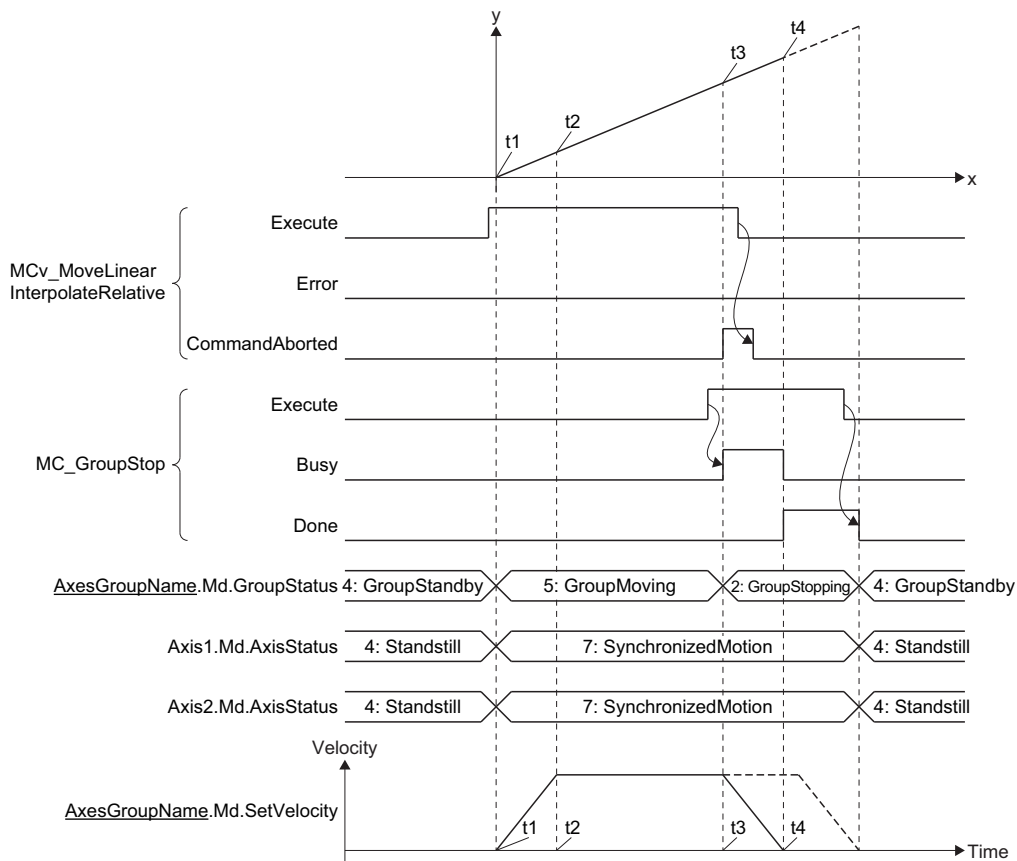 y
t4
t3
t2
t1
x
Execute
MCv_MoveLinear
InterpolateRelative
Error
CommandAborted
Execute
MC_GroupStop
Busy
Done
AxesGroupName.Md.GroupStatus 4: GroupStandby 5: GroupMoving 2: GroupStopping 4: GroupStandby
Axis1.Md.AxisStatus 4: Standstill 7: SynchronizedMotion 4: Standstill
Axis2.Md.AxisStatus 4: Standstill 7: SynchronizedMotion 4: Standstill
Velocity
AxesGroupName.Md.SetVelocity
t1 t2 t3 t4
Time